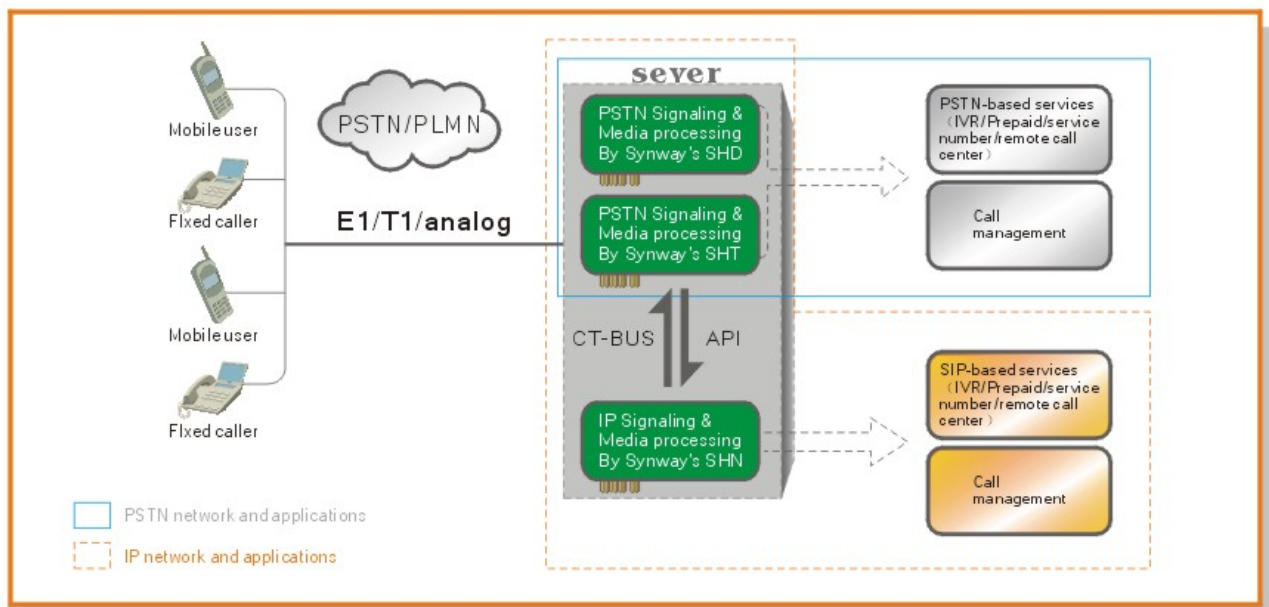 Mobile user
Fixed caller
Mobile user
Fixed caller
PSTN/PLMN
E1/T1/analog
sever
PSTN Signaling &
Media processing
By Synway's SHD
PSTN Signaling &
Media processing
By Synway's SHT
CT-BUS
API
IP Signaling &
Media processing
By Synway's SHN
PSTN-based services
（IVR/Prepaid/service
number/remote call
center）
Call
management
SIP-based services
（IVR/Prepaid/service
number/remote call
center）
Call
management
PSTN network and applications
IP network and applications